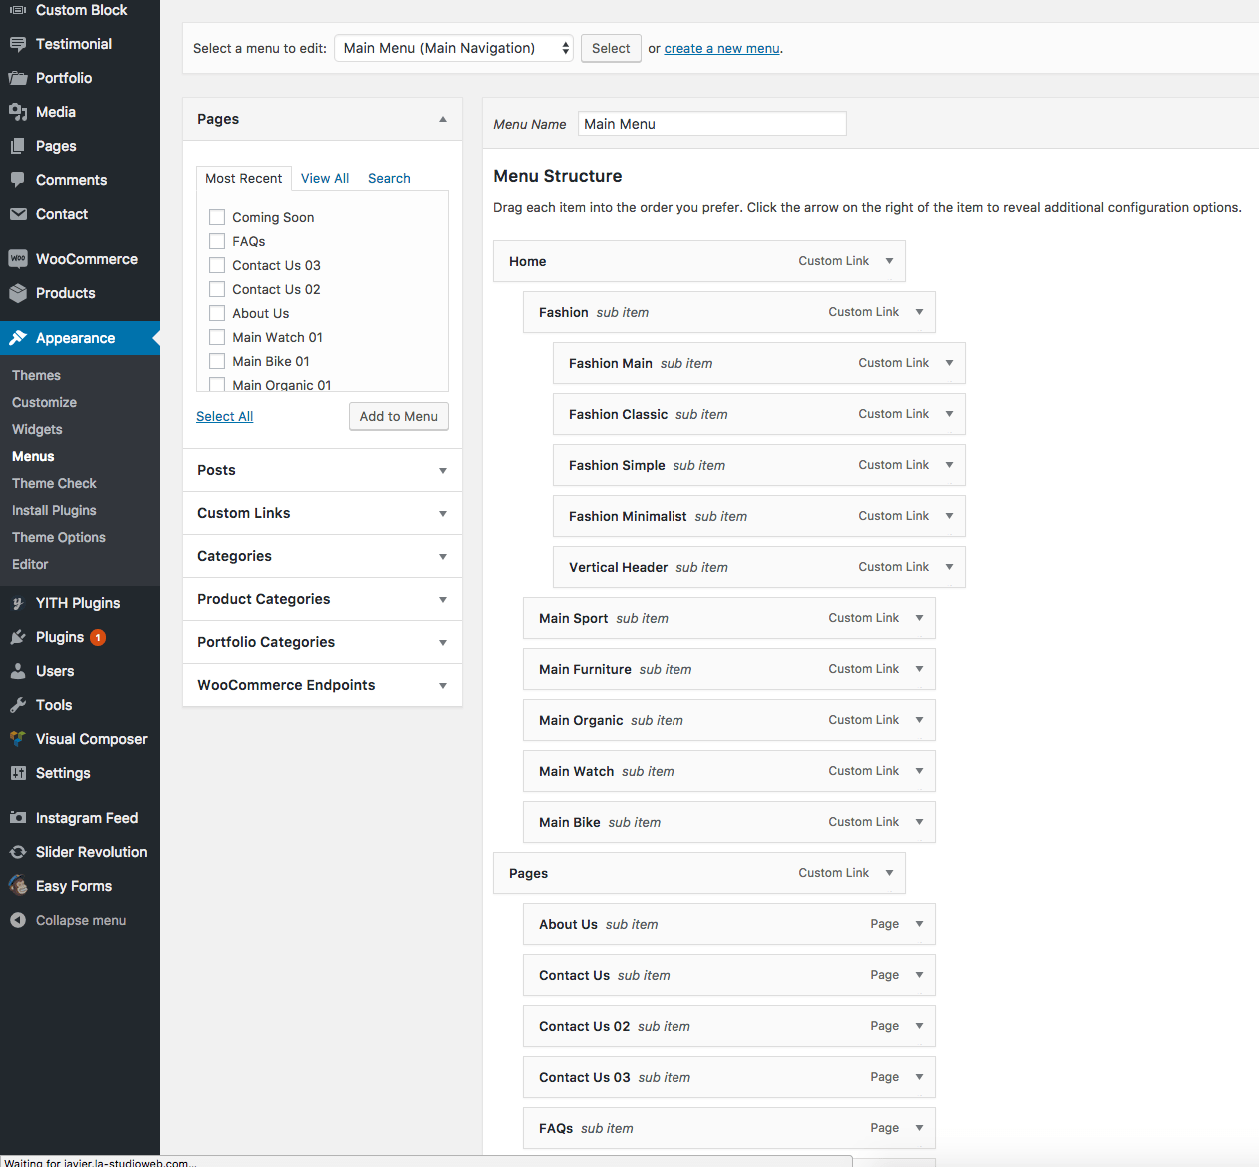 Custom Block
Testimonial
Portfolio
Media
Pages
Comments
Contact
WooCommerce
Products
Appearance
Themes
Customize
Widgets
Menus
Theme Check
Install Plugins
Theme Options
Editor
YITH Plugins
Plugins 1
Users
Tools
Visual Composer
Settings
Instagram Feed
Slider Revolution
Easy Forms
Collapse menu
Select a menu to edit: Main Menu (Main Navigation) Select or create a new menu.
Pages
Most Recent View All Search
Coming Soon
FAQs
Contact Us 03
Contact Us 02
About Us
Main Watch 01
Main Bike 01
Main Organic 01
Select All Add to Menu
Posts
Custom Links
Categories
Product Categories
Portfolio Categories
WooCommerce Endpoints
Menu Name Main Menu
Menu Structure
Drag each item into the order you prefer. Click the arrow on the right of the item to reveal additional configuration options.
Home Custom Link
Fashion sub item Custom Link
Fashion Main sub item Custom Link
Fashion Classic sub item Custom Link
Fashion Simple sub item Custom Link
Fashion Minimalist sub item Custom Link
Vertical Header sub item Custom Link
Main Sport sub item Custom Link
Main Furniture sub item Custom Link
Main Organic sub item Custom Link
Main Watch sub item Custom Link
Main Bike sub item Custom Link
Pages Custom Link
About Us sub item Page
Contact Us sub item Page
Contact Us 02 sub item Page
Contact Us 03 sub item Page
FAQs sub item Page
Waiting for javier.la-studioweb.com...